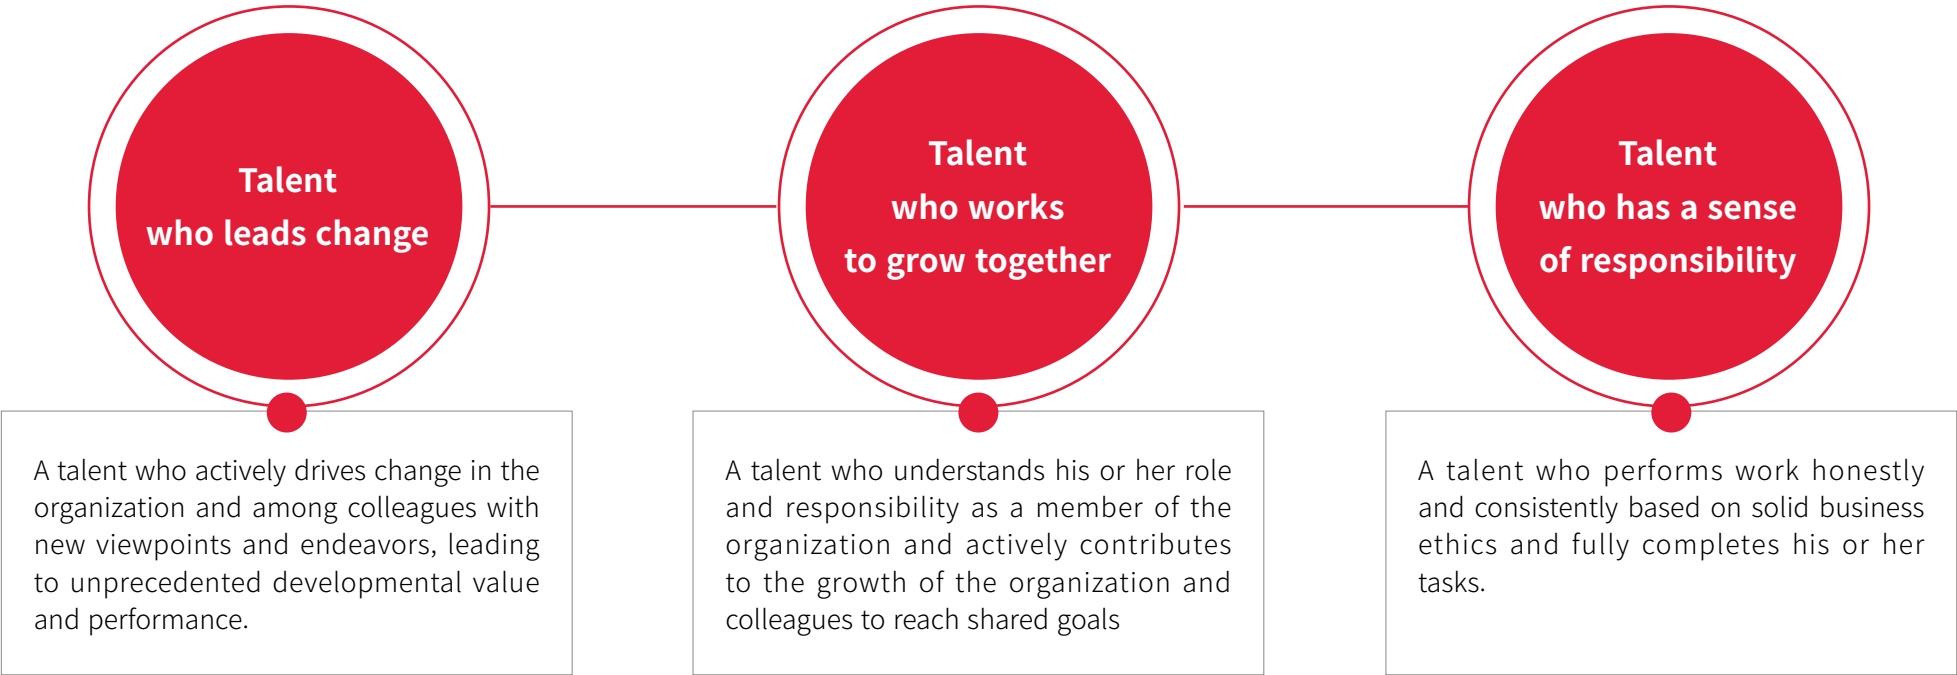 Talent
who leads change
Talent
who works
to grow together
Talent
who has a sense
of responsibility
A talent who actively drives change in the
organization and among colleagues with
new viewpoints and endeavors, leading
to unprecedented developmental value
and performance.
A talent who understands his or her role
and responsibility as a member of the
organization and actively contributes
to the growth of the organization and
colleagues to reach shared goals
A talent who performs work honestly
and consistently based on solid business
ethics and fully completes his or her
tasks.